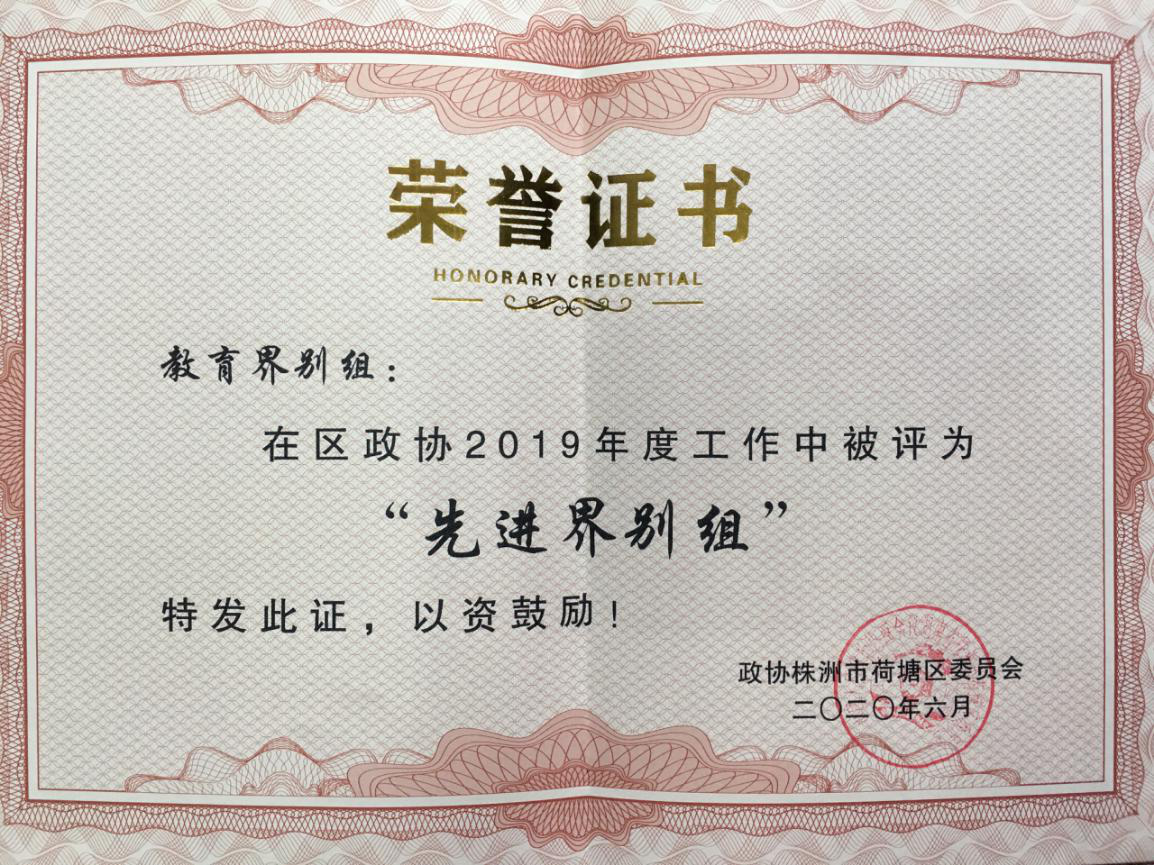 荣誉证书
HONORARY CREDENTIAL
教育界别组：
在区政协2019年度工作中被评为
“先进界别组”
特发此证，以资鼓励！
政协株洲市荷塘区委员会
二〇二〇年六月